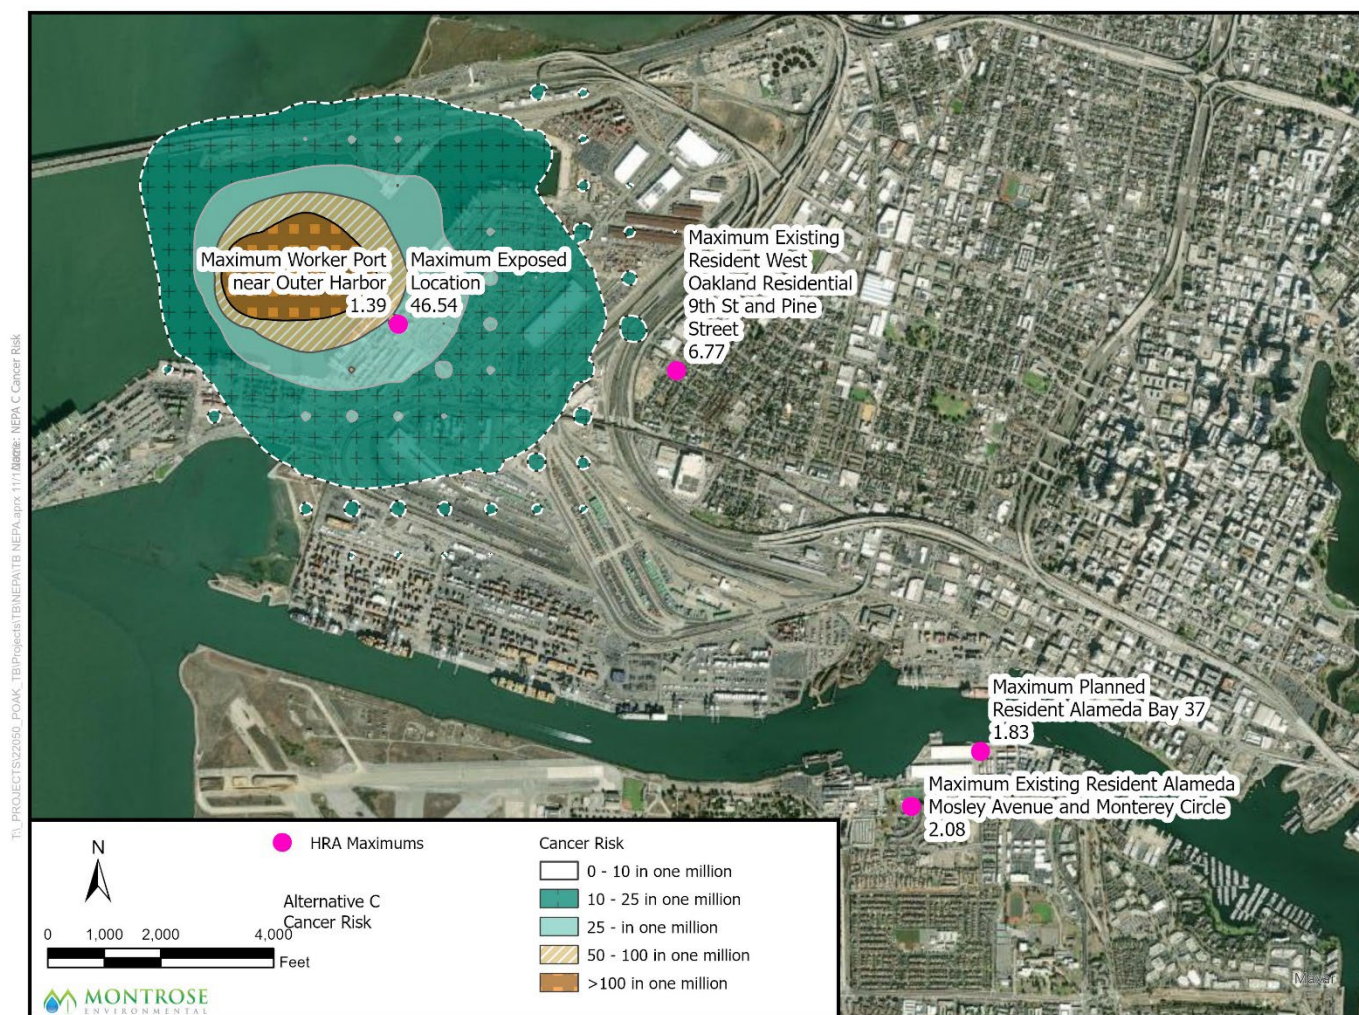 Maximum Worker Port
near Outer Harbor
1.39
Maximum Exposed
Location
46.54
Maximum Existing
Resident West
Oakland Residential
9th St and Pine
Street
6.77
Maximum Planned
Resident Alameda Bay 37
1.83
Maximum Existing Resident Alameda
Mosley Avenue and Monterey Circle
2.08
N
HRA Maximums
Alternative C
Cancer Risk
0 1,000 2,000 4,000
Feet
MONTROSE
ENVIRONMENTAL
Cancer Risk
0 - 10 in one million
10 - 25 in one million
25 - in one million
50 - 100 in one million
>100 in one million
Maxar